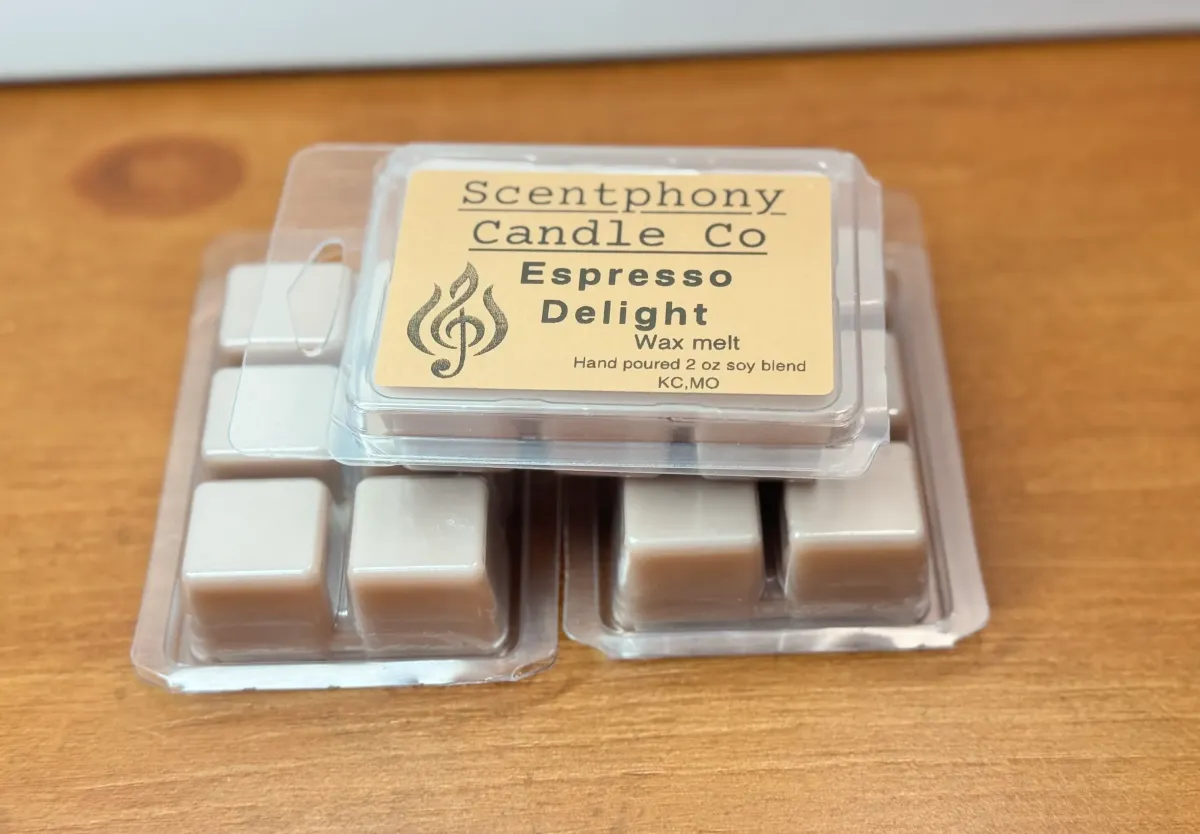 Scentphony
Candle Co
Espresso
Delight
Wax melt
Hand poured 2 oz soy blend
KC,MO